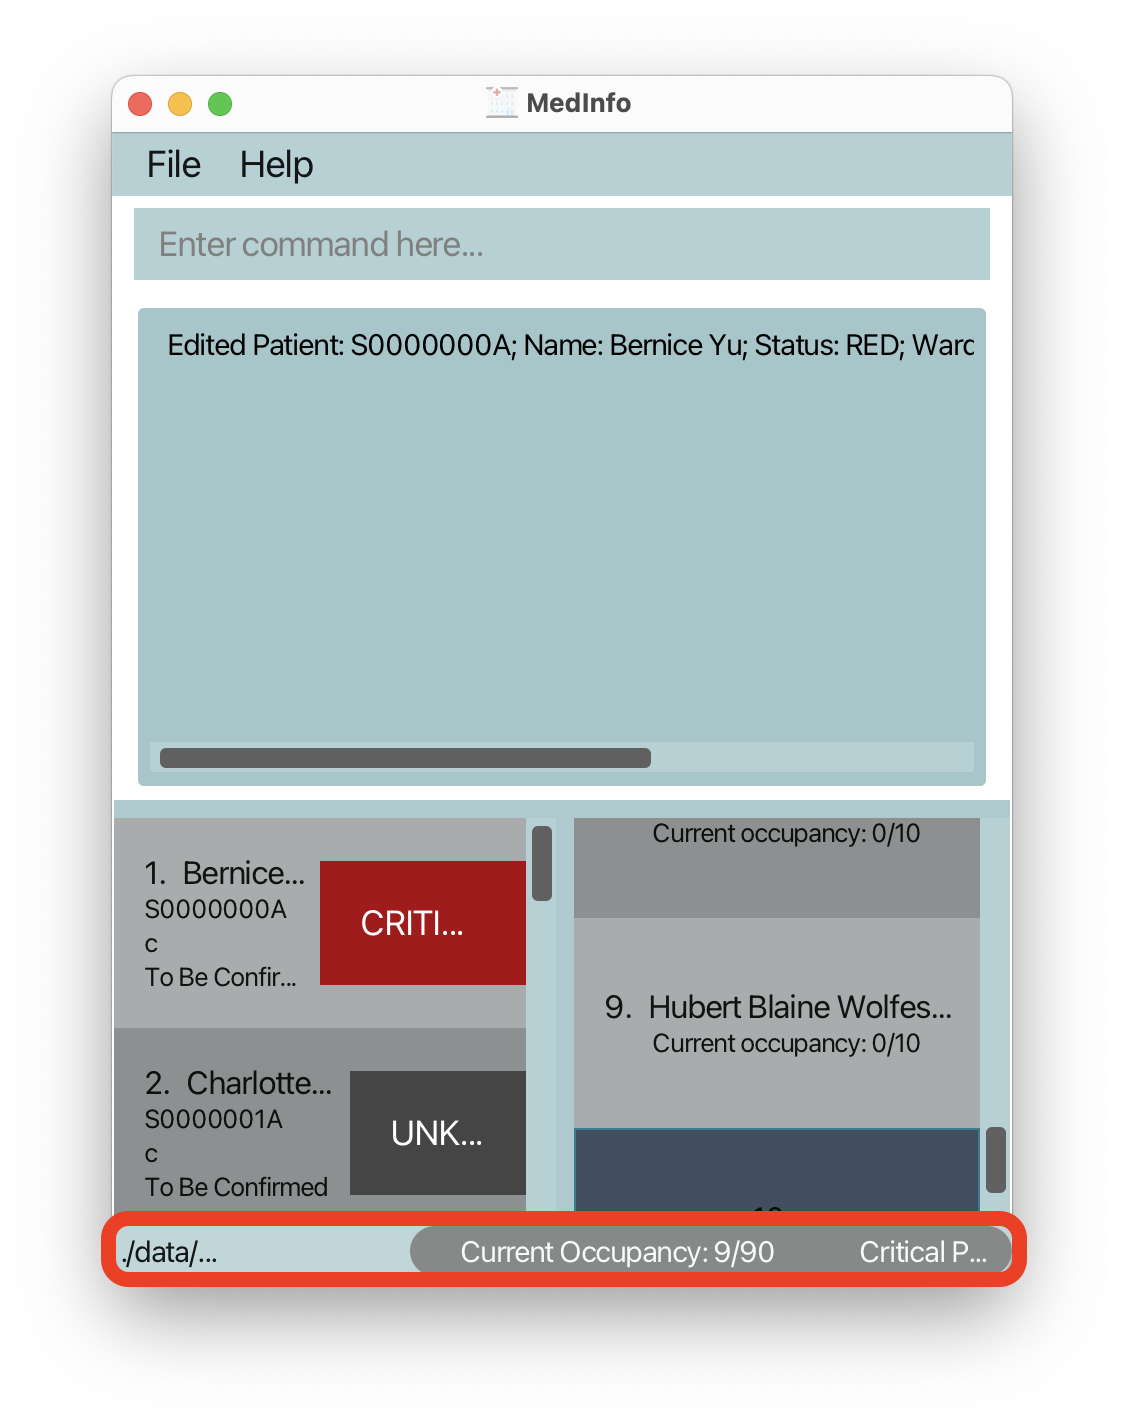 MedInfo
File Help
Enter command here...
Edited Patient: S0000000A; Name: Bernice Yu; Status: RED; Ward
1. Bernice...
S0000000A
c
To Be Confir...
CRITI...
2. Charlotte...
S0000001A
c
To Be Confirmed
UNK...
Current occupancy: 0/10
9. Hubert Blaine Wolfes...
Current occupancy: 0/10
./data/...
Current Occupancy: 9/90
Critical P...